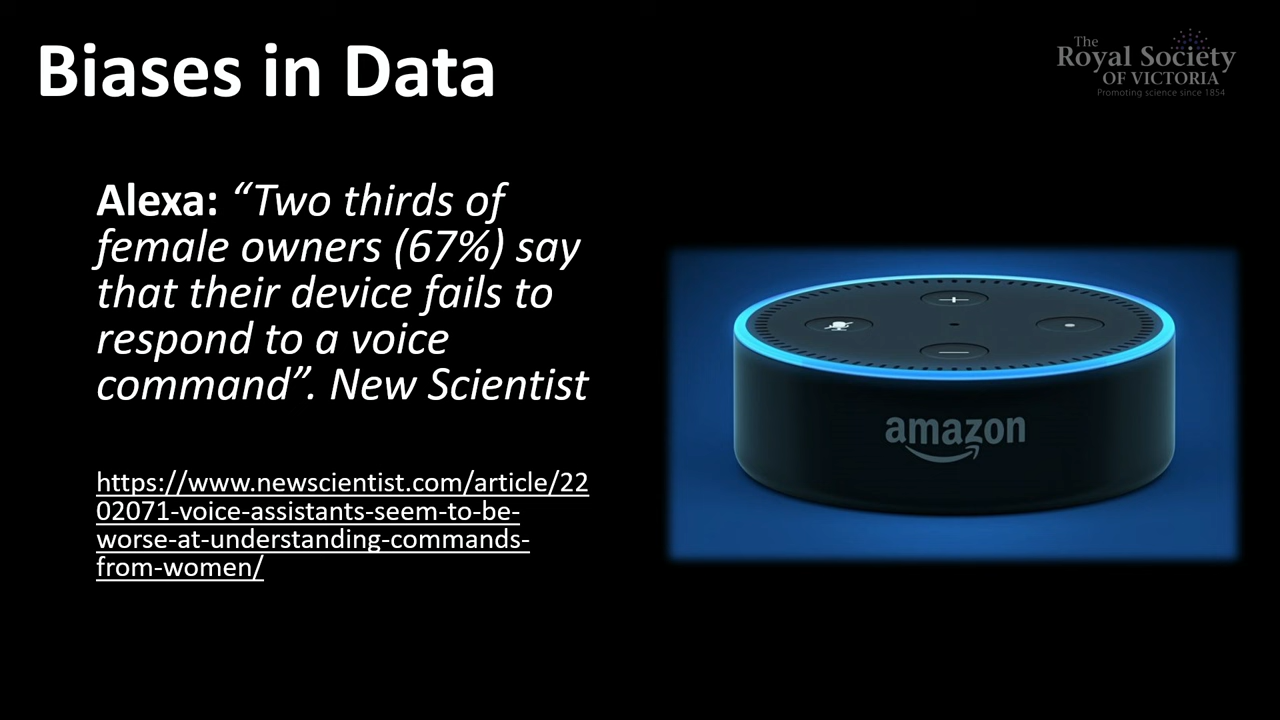 Biases in Data
The
Royal Society
OF VICTORIA
Promoting science since 1854
Alexa: “Two thirds of
female owners (67%) say
that their device fails to
respond to a voice
command”. New Scientist
https://www.newscientist.com/article/22
02071-voice-assistants-seem-to-be-
worse-at-understanding-commands-
from-women/
amazon